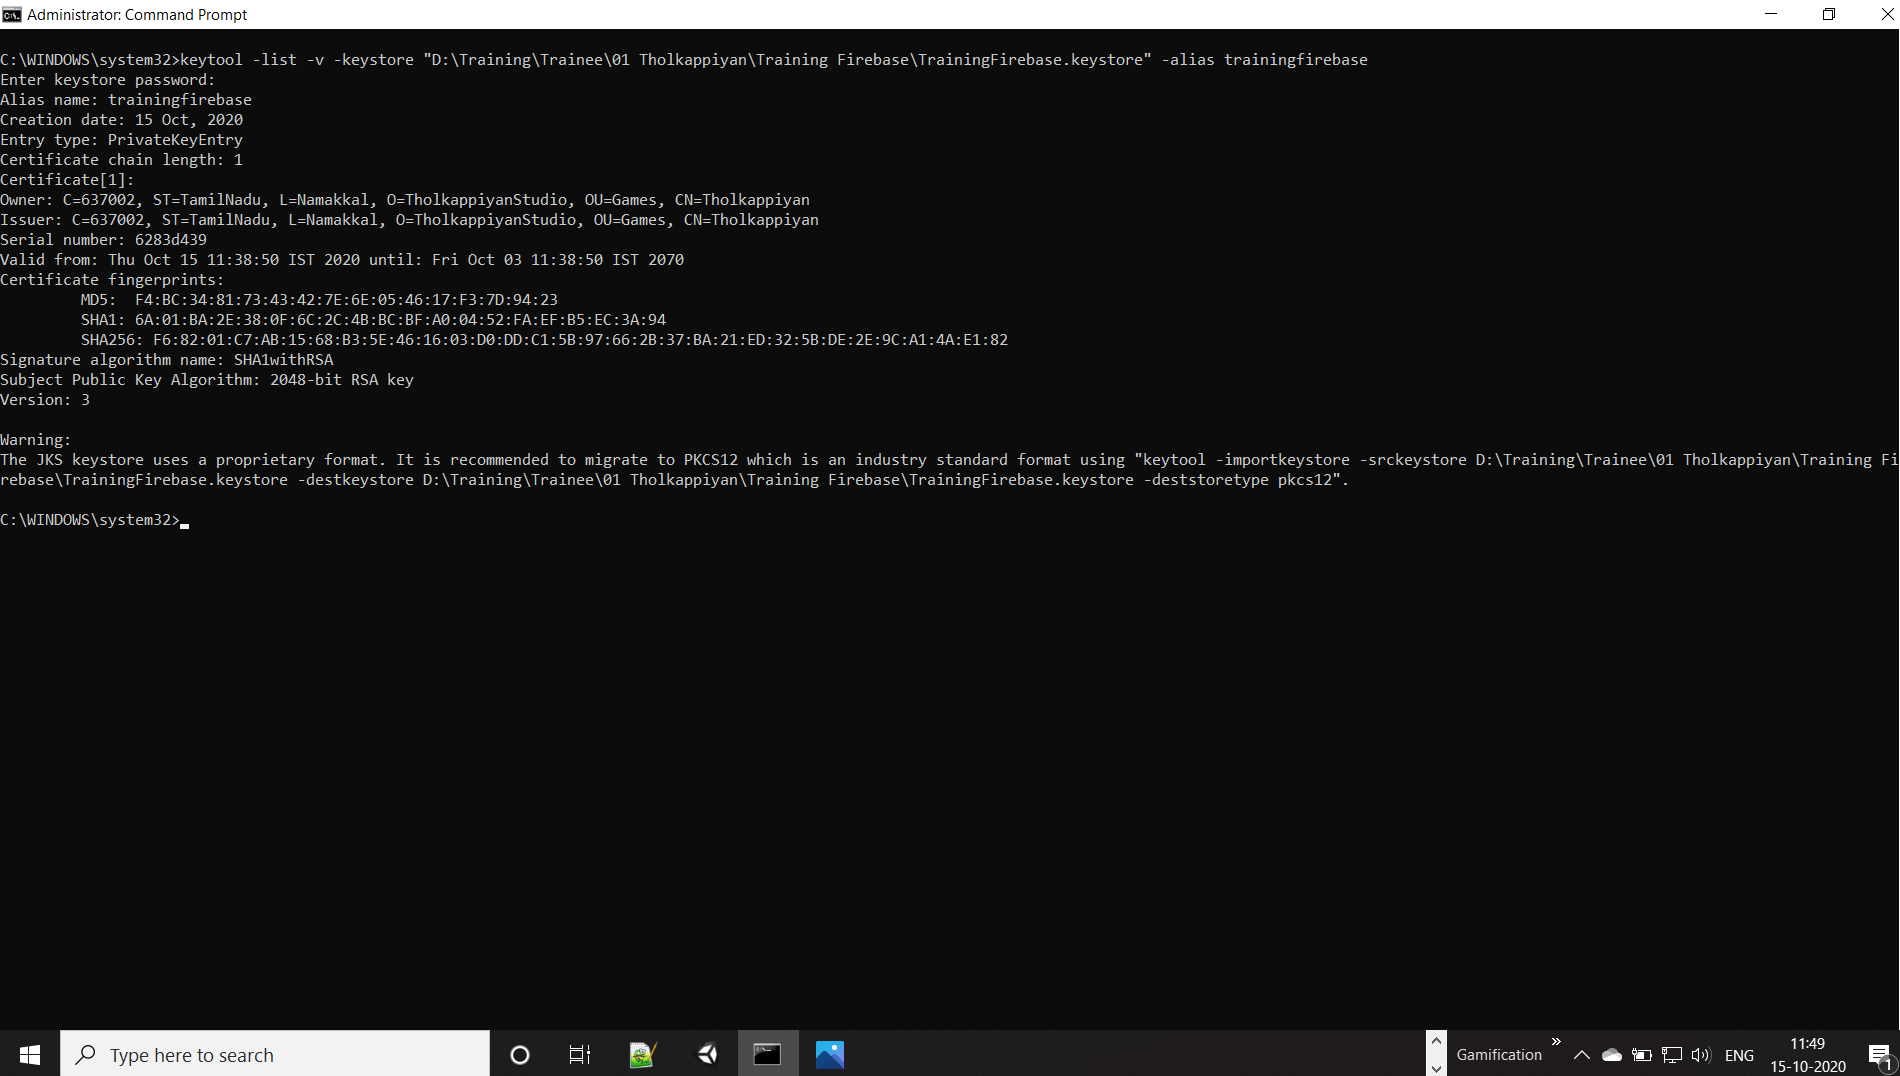 Administrator: Command Prompt
C:\WINDOWS\system32>keytool -list -v -keystore "D:\Training\Trainee\01 Tholkappiyan\Training Firebase\TrainingFirebase.keystore" -alias trainingfirebase
Enter keystore password:
Alias name: trainingfirebase
Creation date: 15 Oct, 2020
Entry type: PrivateKeyEntry
Certificate chain length: 1
Certificate[1]:
Owner: C=637002, ST=TamilNadu, L=Namakkal, O=TholkappiyanStudio, OU=Games, CN=Tholkappiyan
Issuer: C=637002, ST=TamilNadu, L=Namakkal, O=TholkappiyanStudio, OU=Games, CN=Tholkappiyan
Serial number: 6283d439
Valid from: Thu Oct 15 11:38:50 IST 2020 until: Fri Oct 03 11:38:50 IST 2070
Certificate fingerprints:
MD5:  F4:BC:34:81:73:43:42:7E:6E:05:46:17:F3:7D:94:23
SHA1: 6A:01:BA:2E:38:0F:6C:2C:4B:BC:BF:A0:04:52:FA:EF:B5:EC:3A:94
SHA256: F6:82:01:C7:AB:15:68:B3:5E:46:16:03:D0:DD:C1:5B:97:66:2B:37:BA:21:ED:32:5B:DE:2E:9C:A1:4A:E1:82
Signature algorithm name: SHA1withRSA
Subject Public Key Algorithm: 2048-bit RSA key
Version: 3
Warning:
The JKS keystore uses a proprietary format. It is recommended to migrate to PKCS12 which is an industry standard format using "keytool -importkeystore -srckeystore D:\Training\Trainee\01 Tholkappiyan\Training Fi
rebase\TrainingFirebase.keystore -destkeystore D:\Training\Trainee\01 Tholkappiyan\Training Firebase\TrainingFirebase.keystore -deststoretype pkcs12".
C:\WINDOWS\system32>
Type here to search
Gamification
ENG
11:49
15-10-2020
1